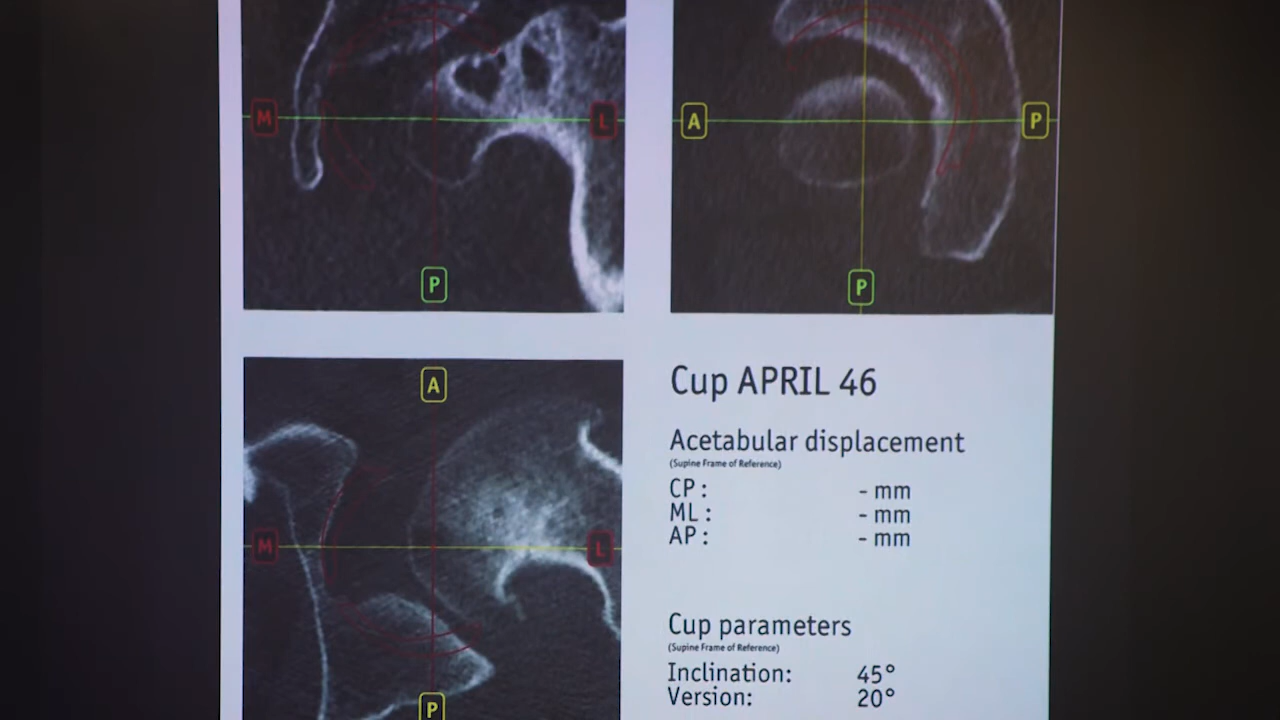 M
L
P
A
P
P
A
M
L
P
Cup APRIL 46
Acetabular displacement
(Supine Frame of Reference)
CP : - mm
ML : - mm
AP : - mm
Cup parameters
(Supine Frame of Reference)
Inclination: 45°
Version: 20°